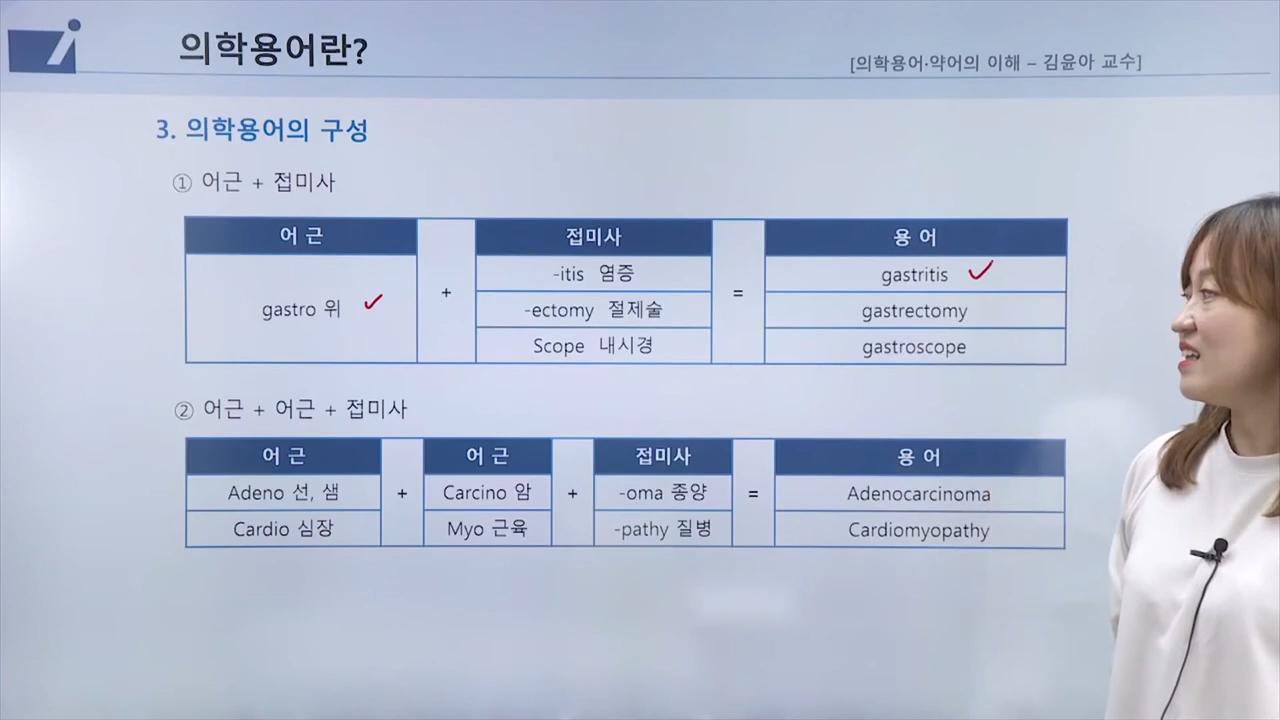 의학용어란?
[의학용어·약어의 이해 – 김윤아 교수]
3. 의학용어의 구성
① 어근 + 접미사
어 근 + 접미사 = 용 어
gastro 위
-itis 염증 gastritis
-ectomy 절제술 gastrectomy
Scope 내시경 gastroscope
② 어근 + 어근 + 접미사
어 근 어 근 접미사 용 어
Adeno 선, 샘 + Carcino 암 + -oma 종양 = Adenocarcinoma
Cardio 심장 Myo 근육 -pathy 질병 Cardiomyopathy